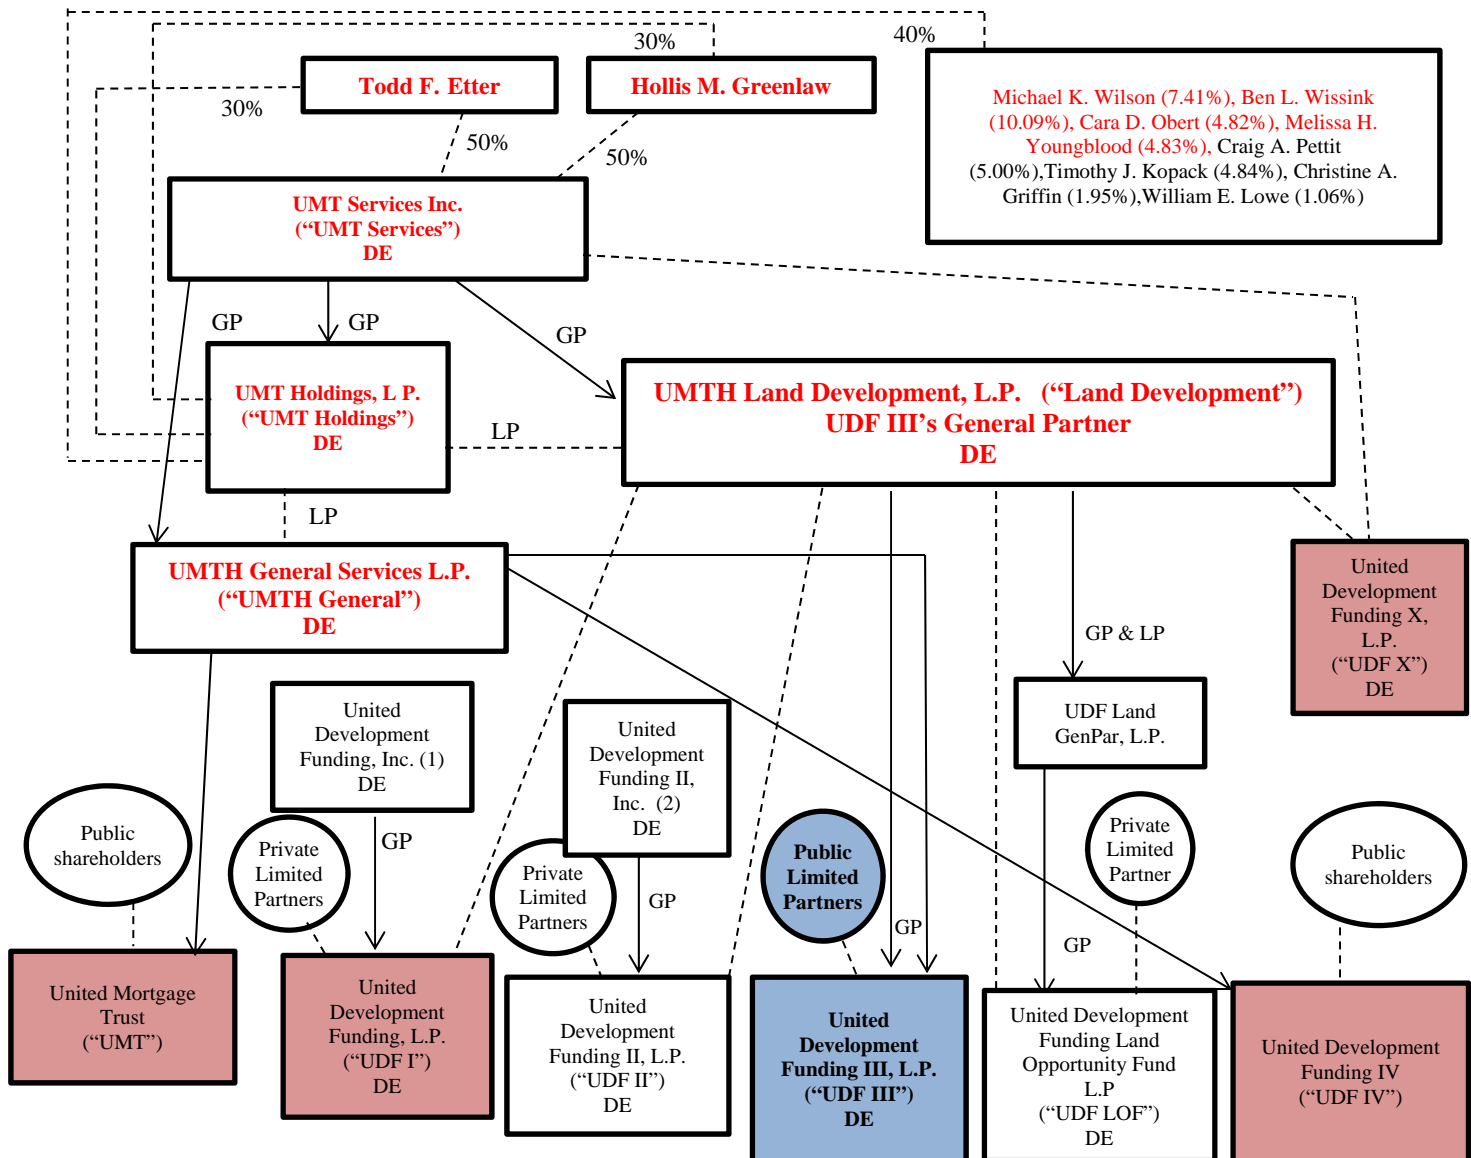 30%
40%
Todd F. Etter
Hollis M. Greenlaw
30%
50%
50%
Michael K. Wilson (7.41%), Ben L. Wissink
(10.09%), Cara D. Obert (4.82%), Melissa H.
Youngblood (4.83%), Craig A. Pettit
(5.00%),Timothy J. Kopack (4.84%), Christine A.
Griffin (1.95%),William E. Lowe (1.06%)
UMT Services Inc.
(“UMT Services”)
DE
GP
GP
GP
UMT Holdings, L P.
(“UMT Holdings”)
DE
LP
UMTH Land Development, L.P.   (“Land Development”)
UDF III’s General Partner
DE
LP
UMTH General Services L.P.
(“UMTH General”)
DE
GP & LP
United
Development
Funding X,
L.P.
(“UDF X”)
DE
United
Development
Funding, Inc. (1)
DE
United
Development
Funding II,
Inc.  (2)
DE
UDF Land
GenPar, L.P.
Public
shareholders
Private
Limited
Partners
GP
Private
Limited
Partners
GP
Public
Limited
Partners
GP
Private
Limited
Partner
GP
Public
shareholders
United Mortgage
Trust
(“UMT”)
United
Development
Funding, L.P.
(“UDF I”)
DE
United
Development
Funding II, L.P.
(“UDF II”)
DE
United
Development
Funding III, L.P.
(“UDF III”)
DE
United Development
Funding Land
Opportunity Fund
L.P
(“UDF LOF”)
DE
United Development
Funding IV
(“UDF IV”)